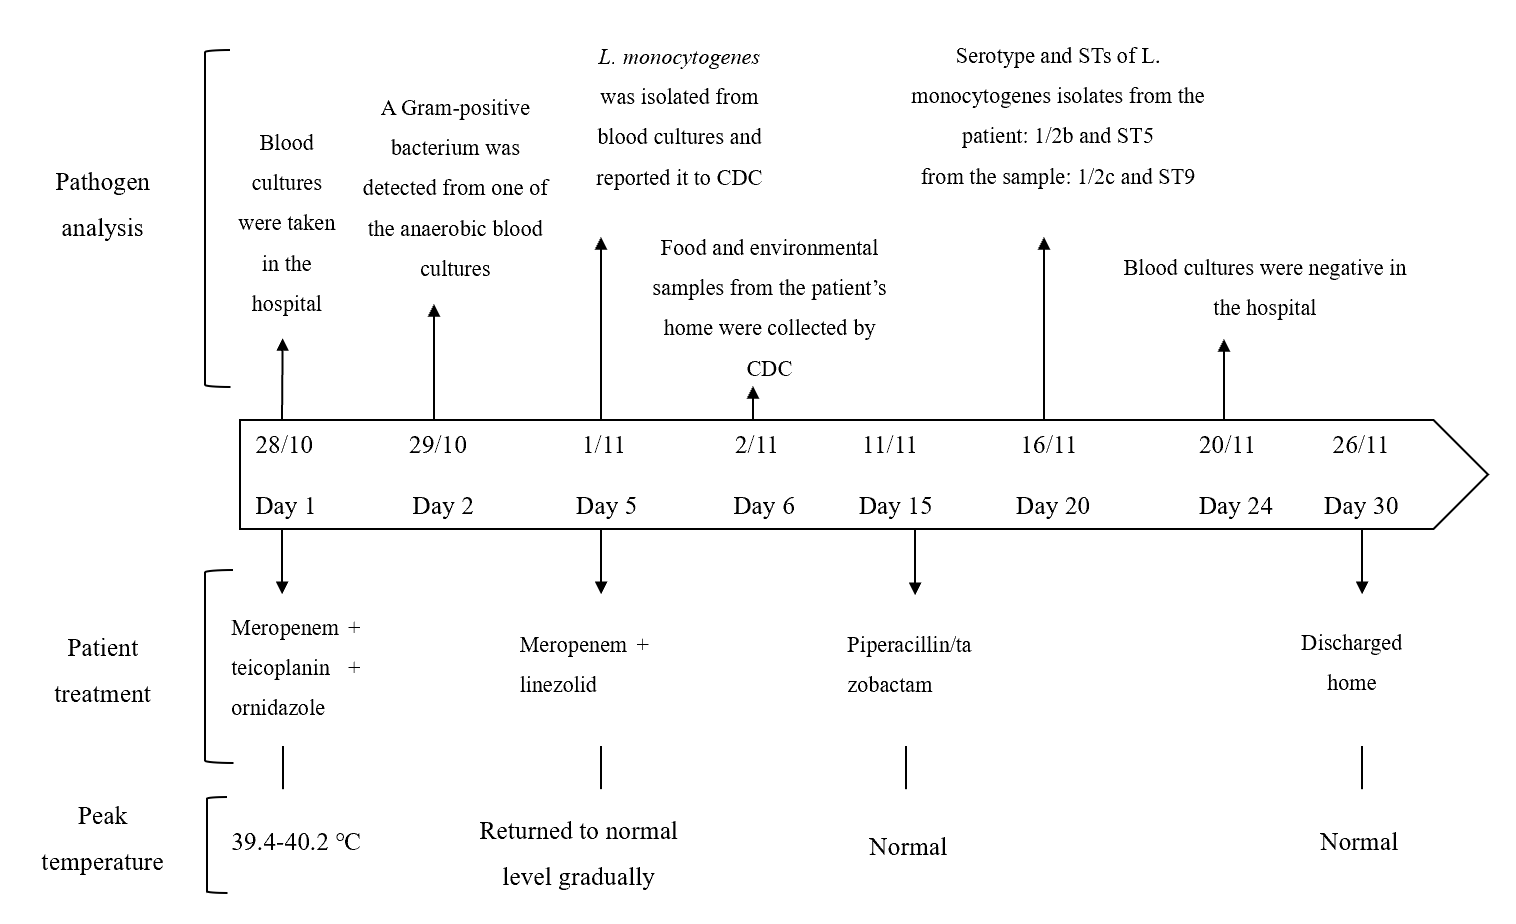 Pathogen
analysis
Blood
cultures
were taken
in the
hospital
A Gram-positive
bacterium was
detected from one of
the anaerobic blood
cultures
L. monocytogenes
was isolated from
blood cultures and
reported it to CDC
Food and environmental
samples from the patient’s
home were collected by
CDC
Serotype and STs of L.
monocytogenes isolates from the
patient: 1/2b and ST5
from the sample: 1/2c and ST9
Blood cultures were negative in
the hospital
28/10 29/10 1/11 2/11 11/11 16/11 20/11 26/11
Day 1 Day 2 Day 5 Day 6 Day 15 Day 20 Day 24 Day 30
Patient
treatment
Meropenem +
teicoplanin +
ornidazole
Meropenem +
linezolid
Piperacillin/ta
zobactam
Discharged
home
Peak
temperature
39.4-40.2 ℃
Returned to normal
level gradually
Normal
Normal